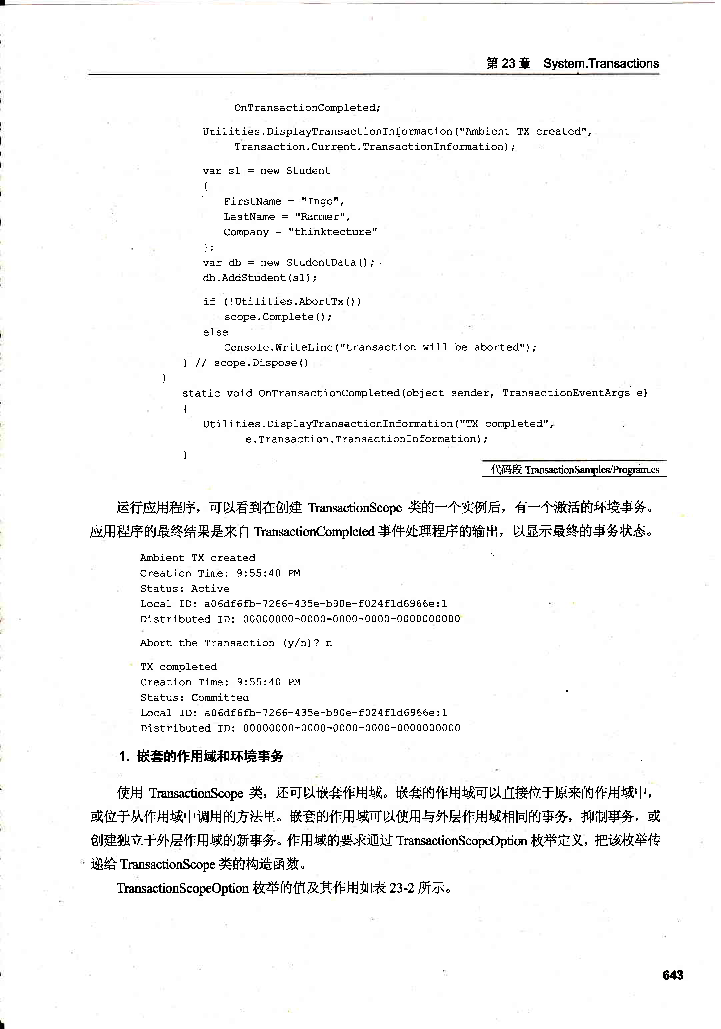 第 23 章 System.Transactions
OnTransactionCompleted;
Utilities.DisplayTransactionInformation("Ambient TX created",
Transaction.Current.TransactionInformation);
var s1 = new Student
{
FirstName = "Ingo",
LastName = "Rammer",
Company = "thinktecture"
};
var db = new StudentData();
db.AddStudent(s1);
if (!Utilities.AbortTx())
scope.Complete();
else
Console.WriteLine("transaction will be aborted");
} // scope.Dispose()
}
static void OnTransactionCompleted(object sender, TransactionEventArgs e)
{
Utilities.DisplayTransactionInformation("TX completed",
e.Transaction.TransactionInformation);
}
代码段 TransactionSamples/Program.cs
运行应用程序，可以看到在创建 TransactionScope 类的一个实例后，有一个激活的环境事务。
应用程序的最终结果是来自 TransactionCompleted 事件处理程序的输出，以显示最终的事务状态。
Ambient TX created
Creation Time: 9:55:40 PM
Status: Active
Local ID: a06df6fb-7266-435e-b90e-f024f1d6966e:1
Distributed ID: 00000000-0000-0000-0000-0000000000
Abort the Transaction (y/n)? n
TX completed
Creation Time: 9:55:40 PM
Status: Committed
Local ID: a06df6fb-7266-435e-b90e-f024f1d6966e:1
Distributed ID: 00000000-0000-0000-0000-0000000000
1. 嵌套的作用域和环境事务
使用 TransactionScope 类，还可以嵌套作用域。嵌套的作用域可以直接位于原来的作用域中，
或位于从作用域中调用的方法里。嵌套的作用域可以使用与外层作用域相同的事务，抑制事务，或
创建独立于外层作用域的新事务。作用域的要求通过 TransactionScopeOption 枚举定义，把该枚举传
递给 TransactionScope 类的构造函数。
TransactionScopeOption 枚举的值及其作用如表 23-2 所示。
643